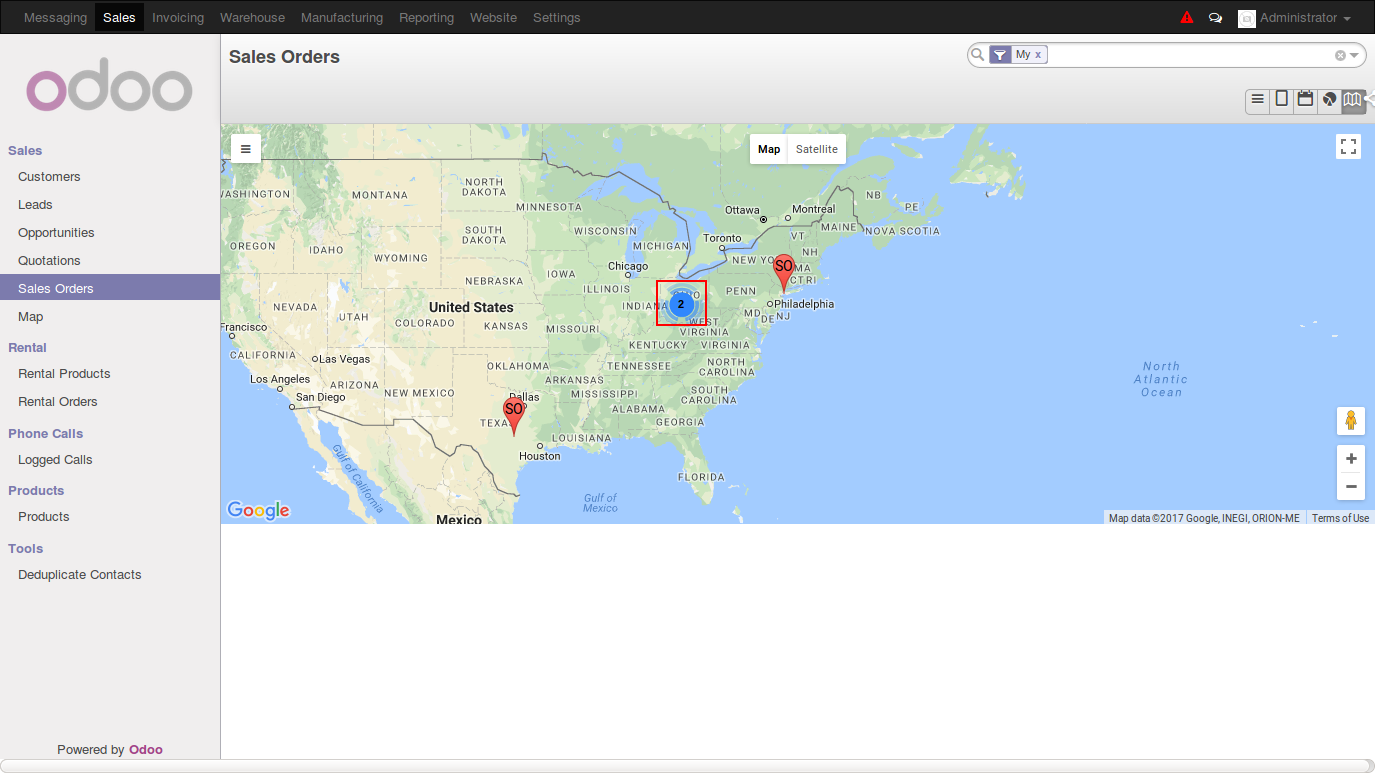 Messaging Sales Invoicing Warehouse Manufacturing Reporting Website Settings Administrator
odoo
Sales Orders
My x
Sales
Customers
Leads
Opportunities
Quotations
Sales Orders
Map
Rental
Rental Products
Rental Orders
Phone Calls
Logged Calls
Products
Products
Tools
Deduplicate Contacts
Powered by Odoo
Map Satellite
WASHINGTON
MONTANA
NORTH
DAKOTA
MINNESOTA
Ottawa
Montreal
NB
PE
MAINE
NOVA SCOTIA
OREGON
IDAHO
WYOMING
SOUTH
DAKOTA
WISCONSIN
MICHIGAN
Toronto
VT
NH
NEW YO
SO
MA
CT RI
Chicago
IOWA
NEBRASKA
ILLINOIS
INDIANA
OHIO
2
PENN
Philadelphia
MD
DE
NJ
NEVADA
UTAH
COLORADO
United States
KANSAS
MISSOURI
WEST
VIRGINIA
KENTUCKY
VIRGINIA
Francisco
CALIFORNIA
Las Vegas
Los Angeles
San Diego
ARIZONA
NEW MEXICO
OKLAHOMA
ARKANSAS
TENNESSEE
NORTH
CAROLINA
MISSISSIPPI
SOUTH
CAROLINA
ALABAMA
GEORGIA
Dallas
SO
TEXA
LOUISIANA
Houston
FLORIDA
Gulf of California
Gulf of
Mexico
Mexico
North
Atlantic
Ocean
Google
Map data ©2017 Google, INEGI, ORION-ME Terms of Use